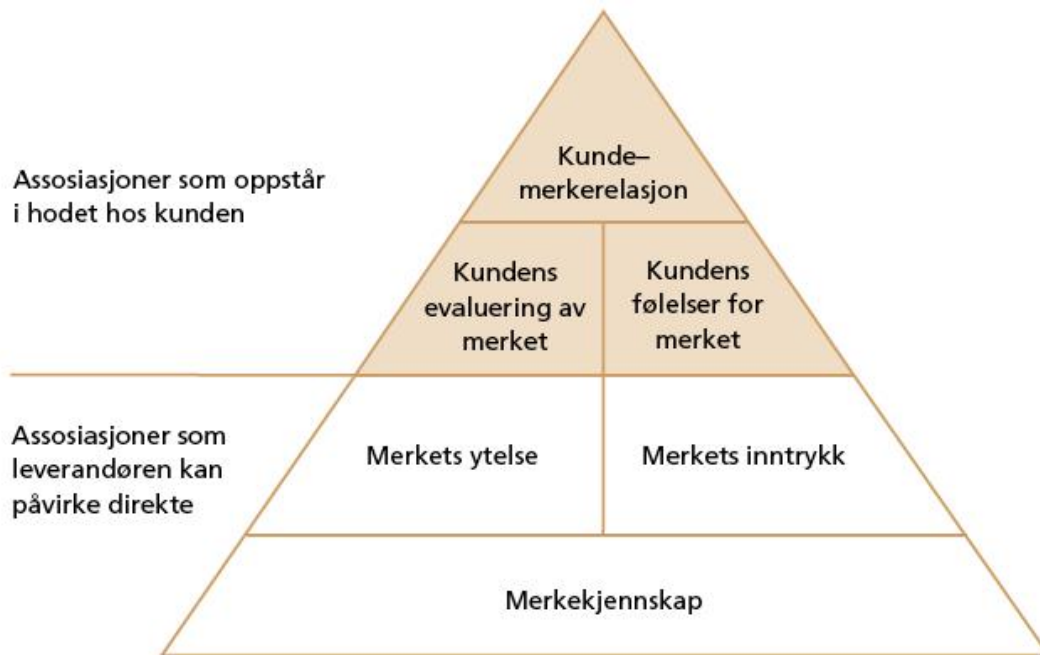 Assosiasjoner som oppstår
i hodet hos kunden
Kunde–
merkerelasjon
Kundens
evaluering av
merket
Kundens
følelser for
merket
Assosiasjoner som
leverandøren kan
påvirke direkte
Merkets ytelse
Merkets inntrykk
Merkekjennskap